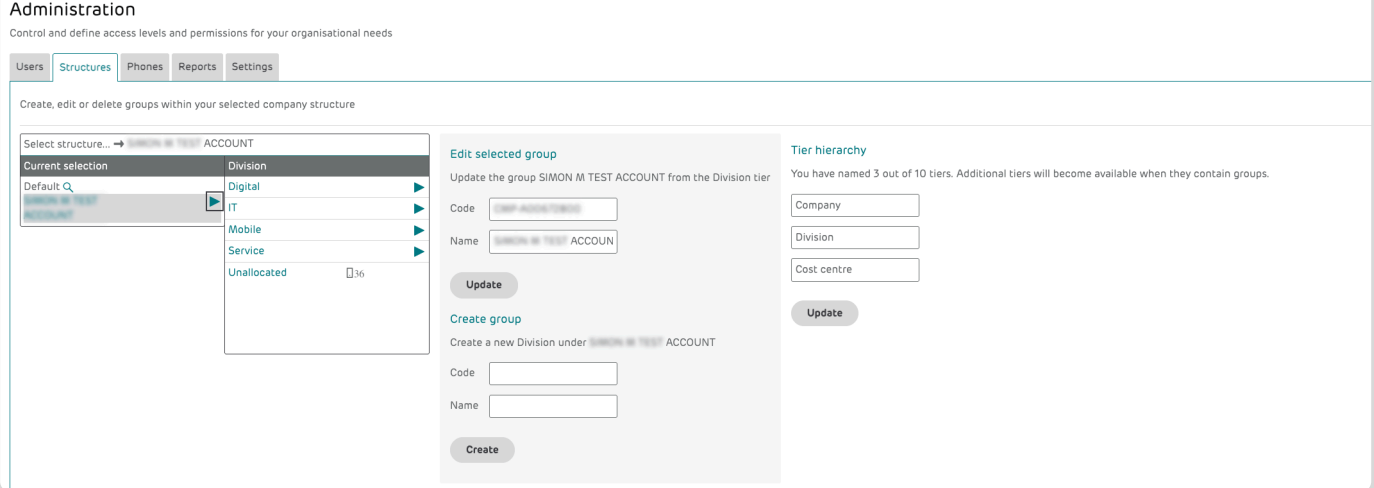 Administration
Control and define access levels and permissions for your organisational needs
Users Structures Phones Reports Settings
Create, edit or delete groups within your selected company structure
Select structure... → ACCOUNT
Current selection
Default
Division
Digital
IT
Mobile
Service
Unallocated 36
Edit selected group
Update the group SIMON M TEST ACCOUNT from the Division tier
Code
Name ACCOUN
Update
Create group
Create a new Division under ACCOUNT
Code
Name
Create
Tier hierarchy
You have named 3 out of 10 tiers. Additional tiers will become available when they contain groups.
Company
Division
Cost centre
Update